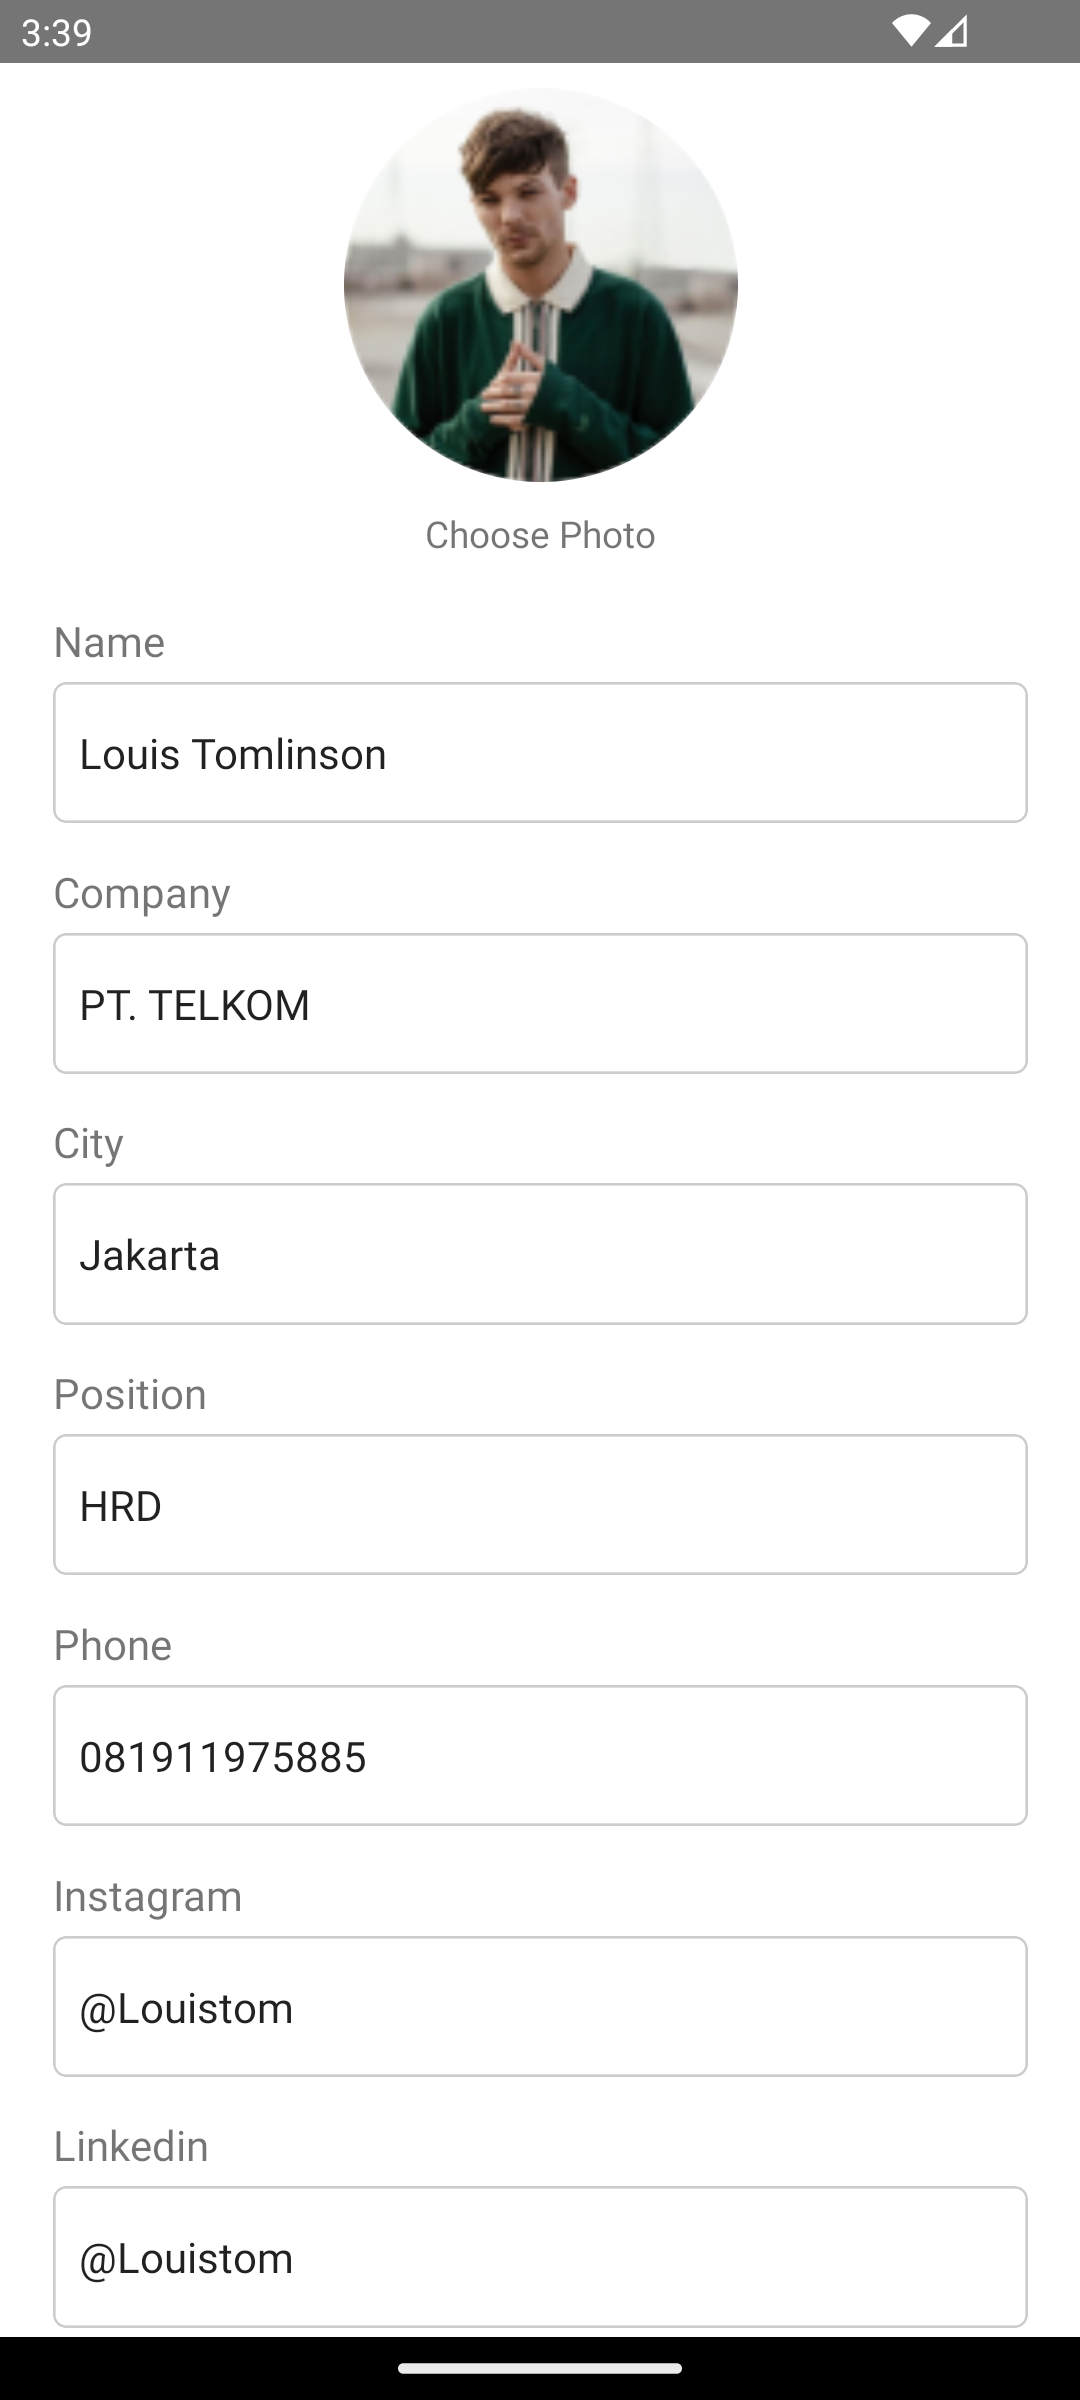 3:39
Choose Photo
Name
Louis Tomlinson
Company
PT. TELKOM
City
Jakarta
Position
HRD
Phone
081911975885
Instagram
@Louistom
Linkedin
@Louistom